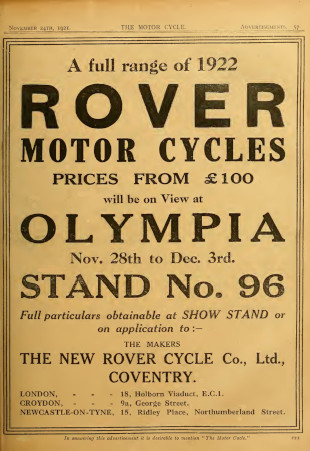 November 24th, 1921. THE MOTOR CYCLE. Advertisements. 37
A full range of 1922
ROVER
MOTOR CYCLES
PRICES FROM £100
will be on View at
OLYMPIA
Nov. 28th to Dec. 3rd.
STAND No. 96
Full particulars obtainable at SHOW STAND or
on application to :—
THE MAKERS
THE NEW ROVER CYCLE Co., Ltd.,
COVENTRY.
LONDON, - - - 18, Holborn Viaduct, E.C.1.
CROYDON, - - - 9a, George Street.
NEWCASTLE-ON-TYNE, 15, Ridley Place, Northumberland Street.
In answering this advertisement it is desirable to mention "The Motor Cycle."